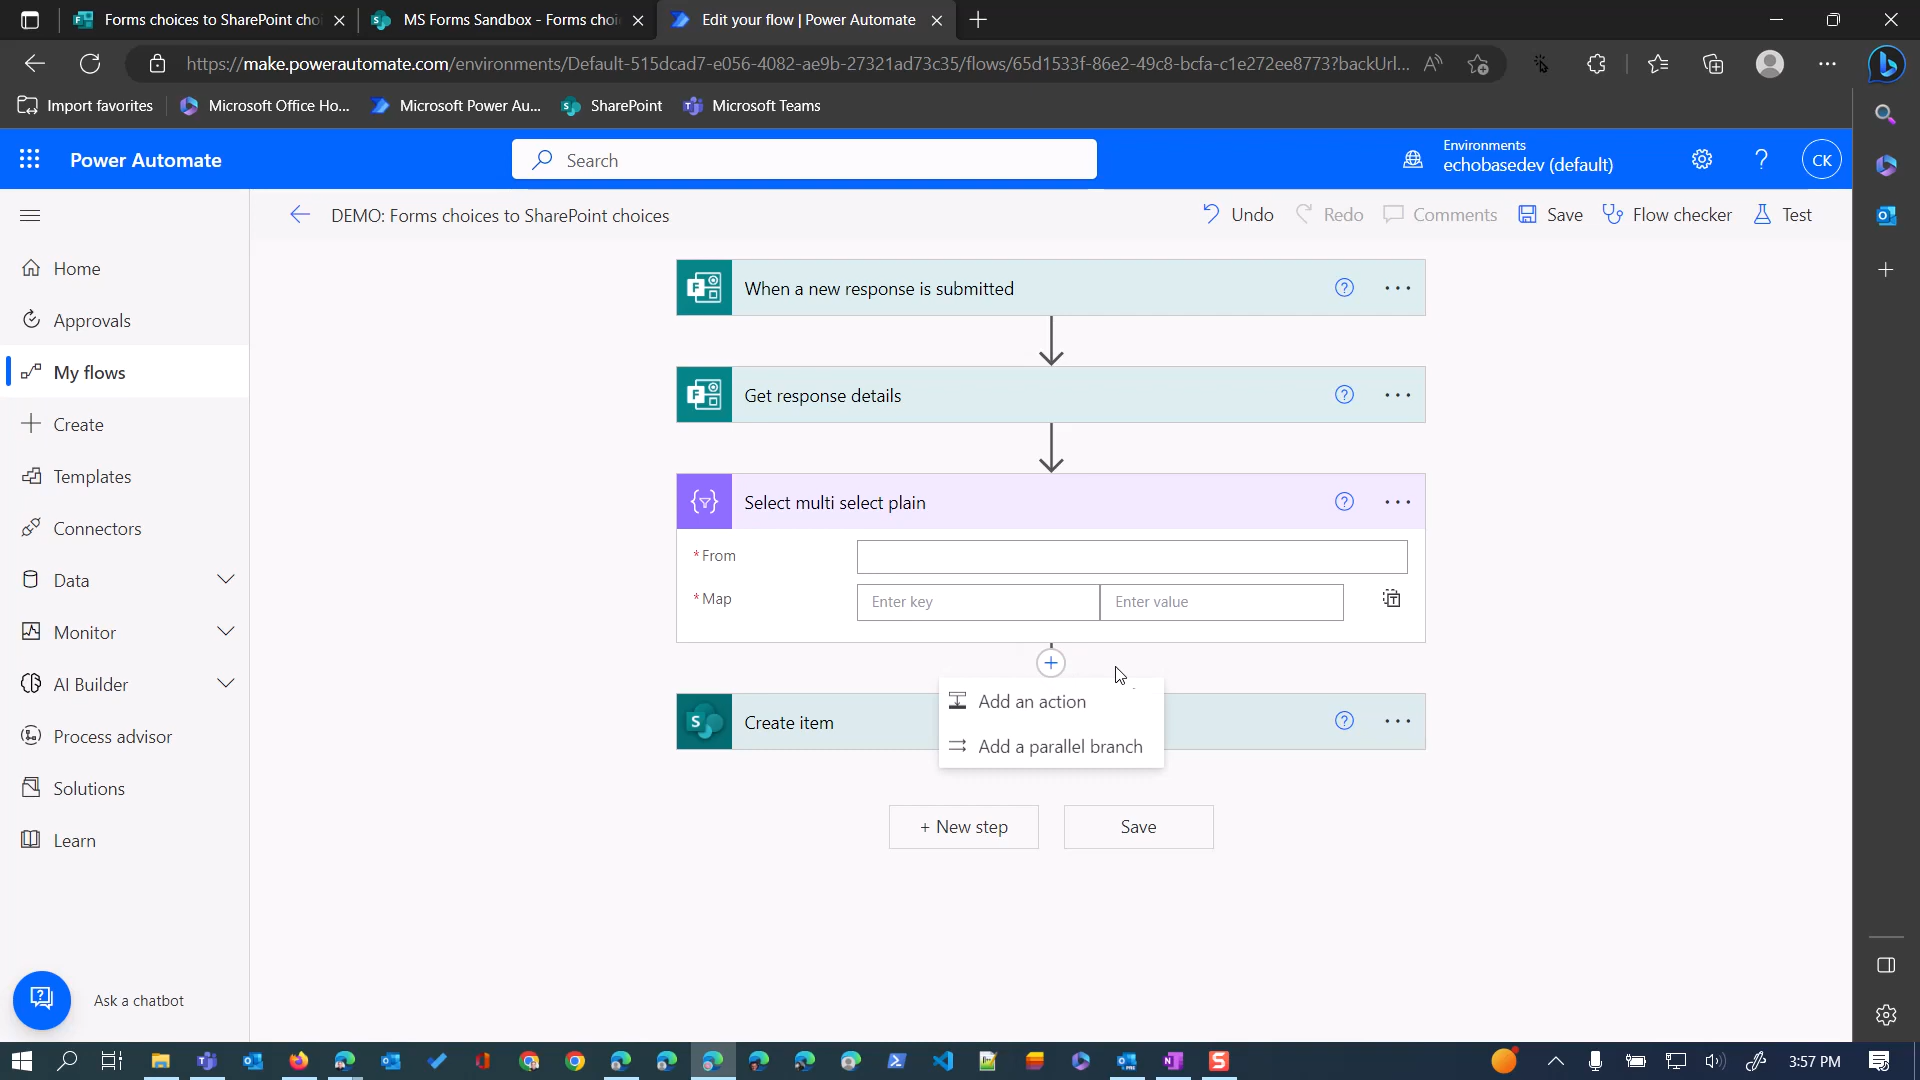 Forms choices to SharePoint cho
MS Forms Sandbox - Forms choi
Edit your flow | Power Automate
https://make.powerautomate.com/environments/Default-515dcad7-e056-4082-ae9b-27321ad73c35/flows/65d1533f-86e2-49c8-bcfa-c1e272ee8773?backUrl...
Import favorites
Microsoft Office Ho...
Microsoft Power Au...
SharePoint
Microsoft Teams
Power Automate
Search
Environments
echobasedev (default)
CK
DEMO: Forms choices to SharePoint choices
Undo
Redo
Comments
Save
Flow checker
Test
Home
Approvals
My flows
Create
Templates
Connectors
Data
Monitor
AI Builder
Process advisor
Solutions
Learn
Ask a chatbot
When a new response is submitted
Get response details
Select multi select plain
* From
* Map
Enter key
Enter value
Add an action
Add a parallel branch
Create item
+ New step
Save
3:57 PM